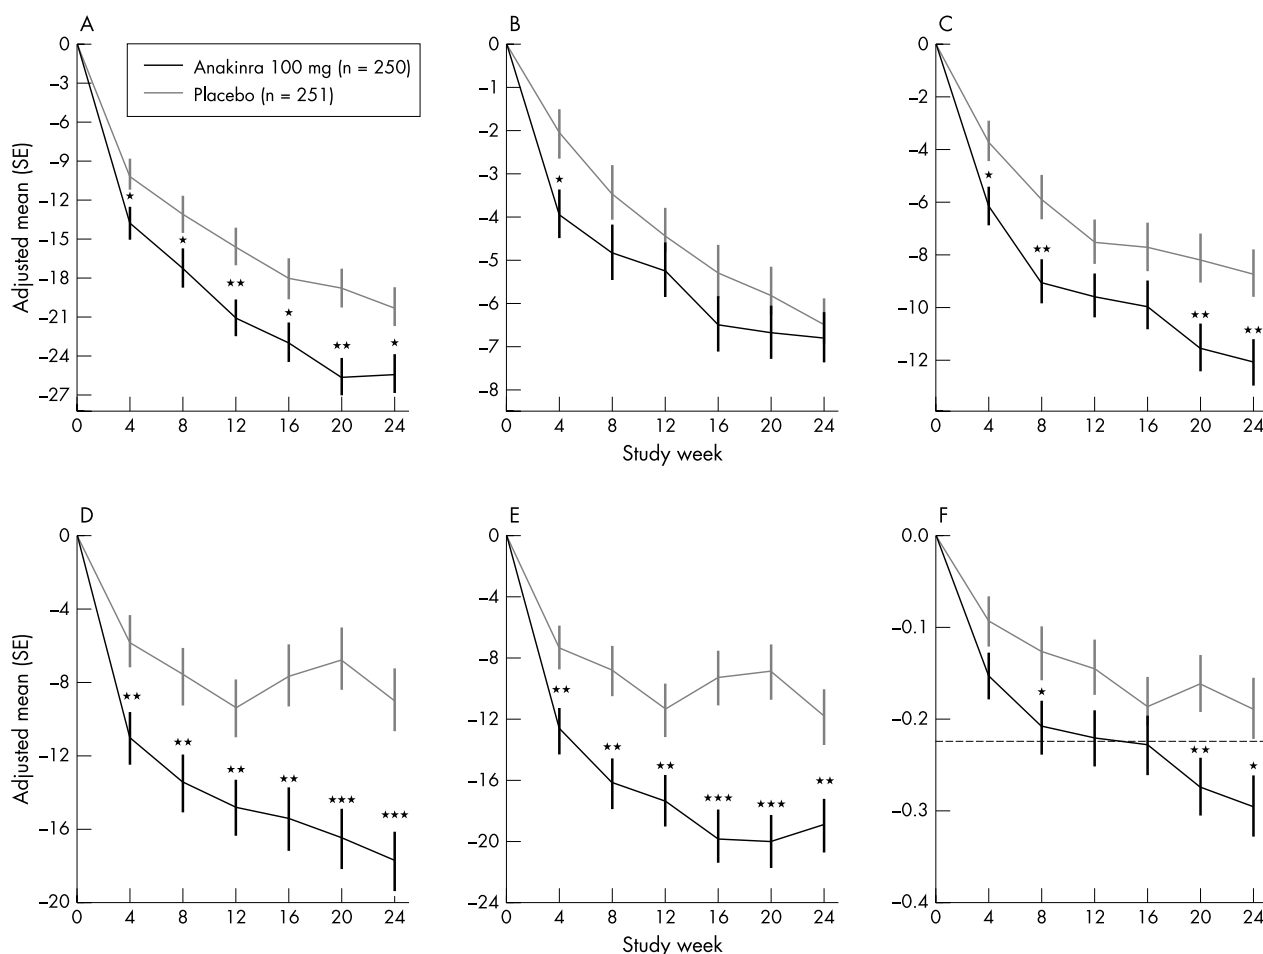 A
0
−3
−6
−9
−12
−15
−18
−21
−24
−27
Adjusted mean (SE)
Anakinra 100 mg (n = 250)
Placebo (n = 251)
★ ★ ★★ ★ ★★ ★
0 4 8 12 16 20 24
B
0
−1
−2
−3
−4
−5
−6
−7
−8
★
0 4 8 12 16 20 24
Study week
C
0
−2
−4
−6
−8
−10
−12
★ ★★ ★★ ★★
0 4 8 12 16 20 24
D
0
−4
−8
−12
−16
−20
Adjusted mean (SE)
★★ ★★ ★★ ★★ ★★★ ★★★
0 4 8 12 16 20 24
E
0
−4
−8
−12
−16
−20
−24
★★ ★★ ★★ ★★★ ★★★ ★★
0 4 8 12 16 20 24
Study week
F
0.0
−0.1
−0.2
−0.3
−0.4
★ ★★ ★
0 4 8 12 16 20 24